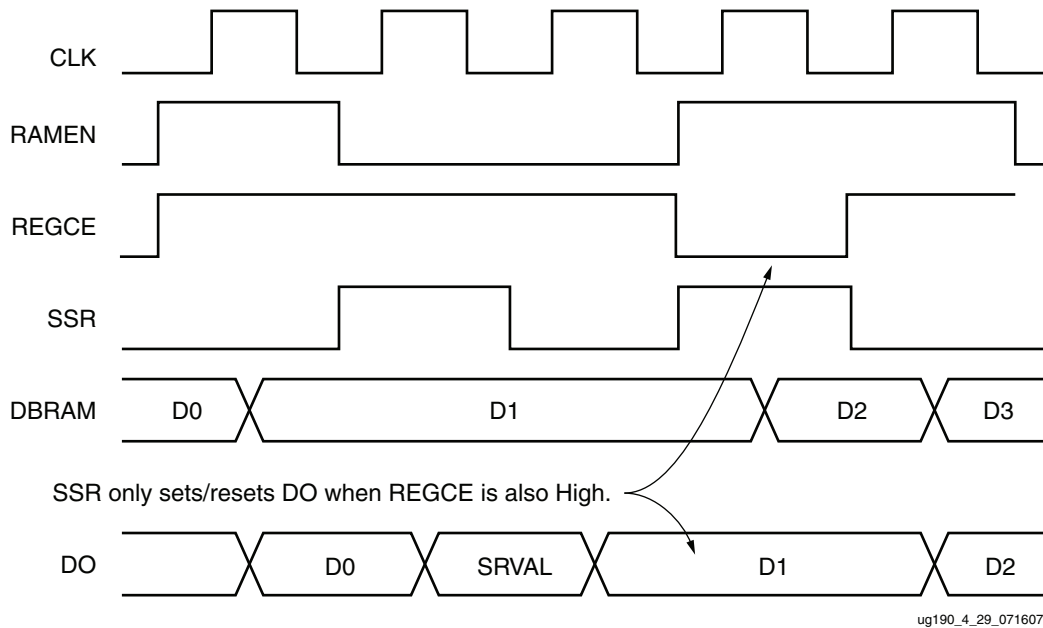 CLK
RAMEN
REGCE
SSR
DBRAM D0 D1 D2 D3
SSR only sets/resets DO when REGCE is also High.
DO D0 SRVAL D1 D2
ug190_4_29_071607